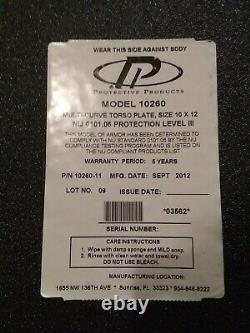 WEAR THIS SIDE AGAINST BODY
PROTECTIVE PRODUCTS
MODEL 10260
MULTI-CURVE TORSO PLATE, SIZE 10 X 12
NIJ 0101.06 PROTECTION LEVEL III
THIS MODEL OF ARMOR HAS BEEN DETERMINED TO
COMPLY WITH NIJ STANDARD 0101.06 BY THE NIJ
COMPLIANCE TESTING PROGRAM AND IS LISTED ON
THE NIJ COMPLIANT PRODUCTS LIST
WARRANTY PERIOD: 5 YEARS
P/N 10260-11 MFG. DATE: SEPT 2012
LOT NO. 09 ISSUE DATE:
*03562*
SERIAL NUMBER:
CARE INSTRUCTIONS
1. Wipe with damp sponge and MILD soap.
2. Rinse with clean water and towel dry.
DO NOT USE BLEACH.
MANUFACTURING LOCATION:
1655 NW 136TH AVE * Sunrise, FL 33323 * 954-846-8222